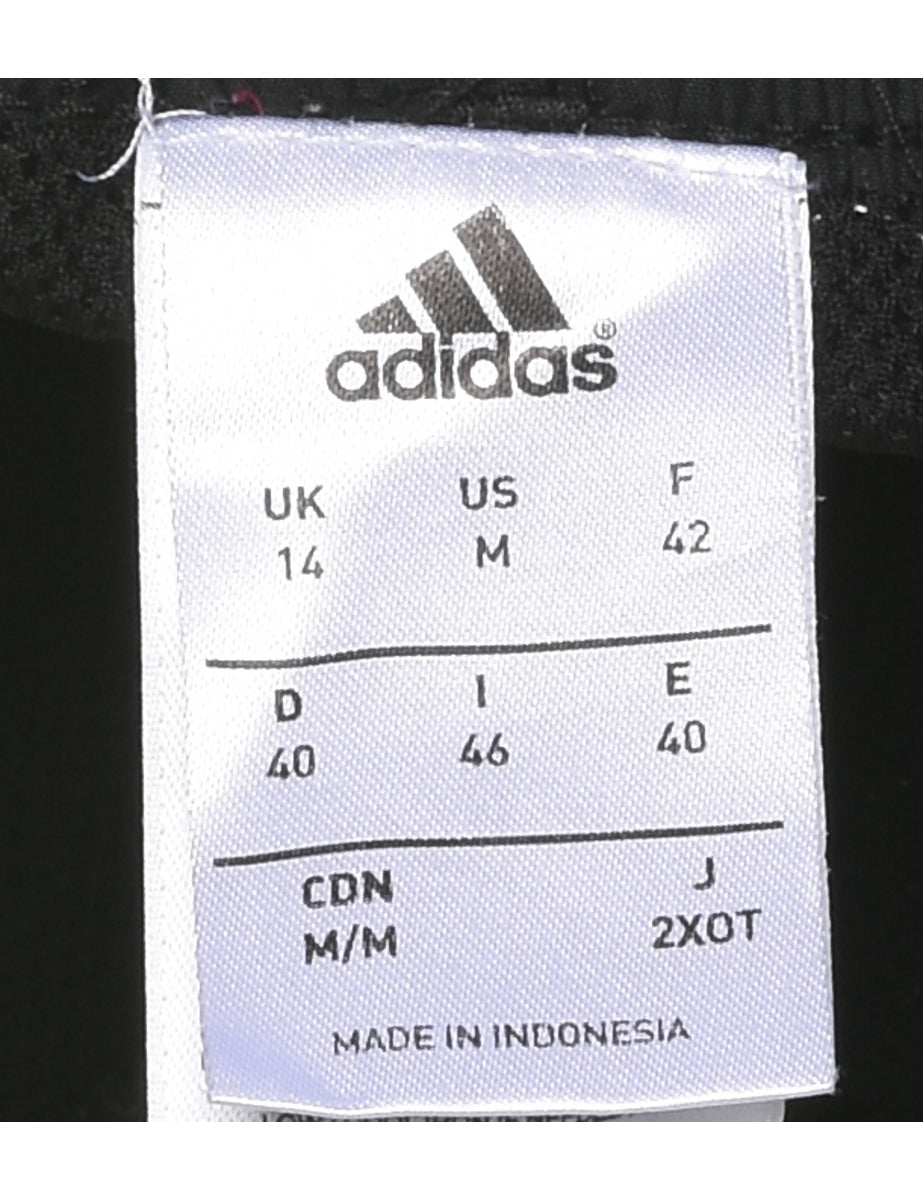 adidas®
UK US F
14 M 42
D I E
40 46 40
CDN J
M/M 2XOT
MADE IN INDONESIA